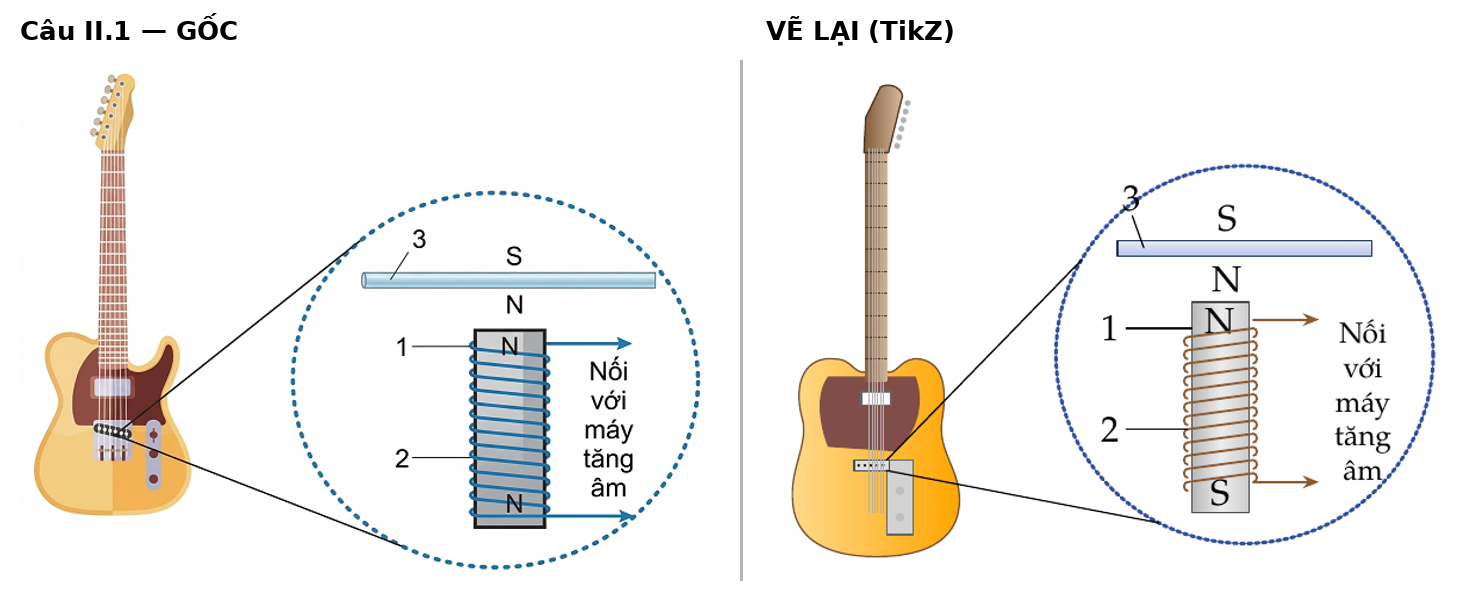 Câu II.1 — GỐC
3
S
N
1
N
Nối
với
máy
2
tăng
âm
N
VẼ LẠI (TikZ)
3
S
N
1
N
Nối
với
máy
2
tăng
âm
S